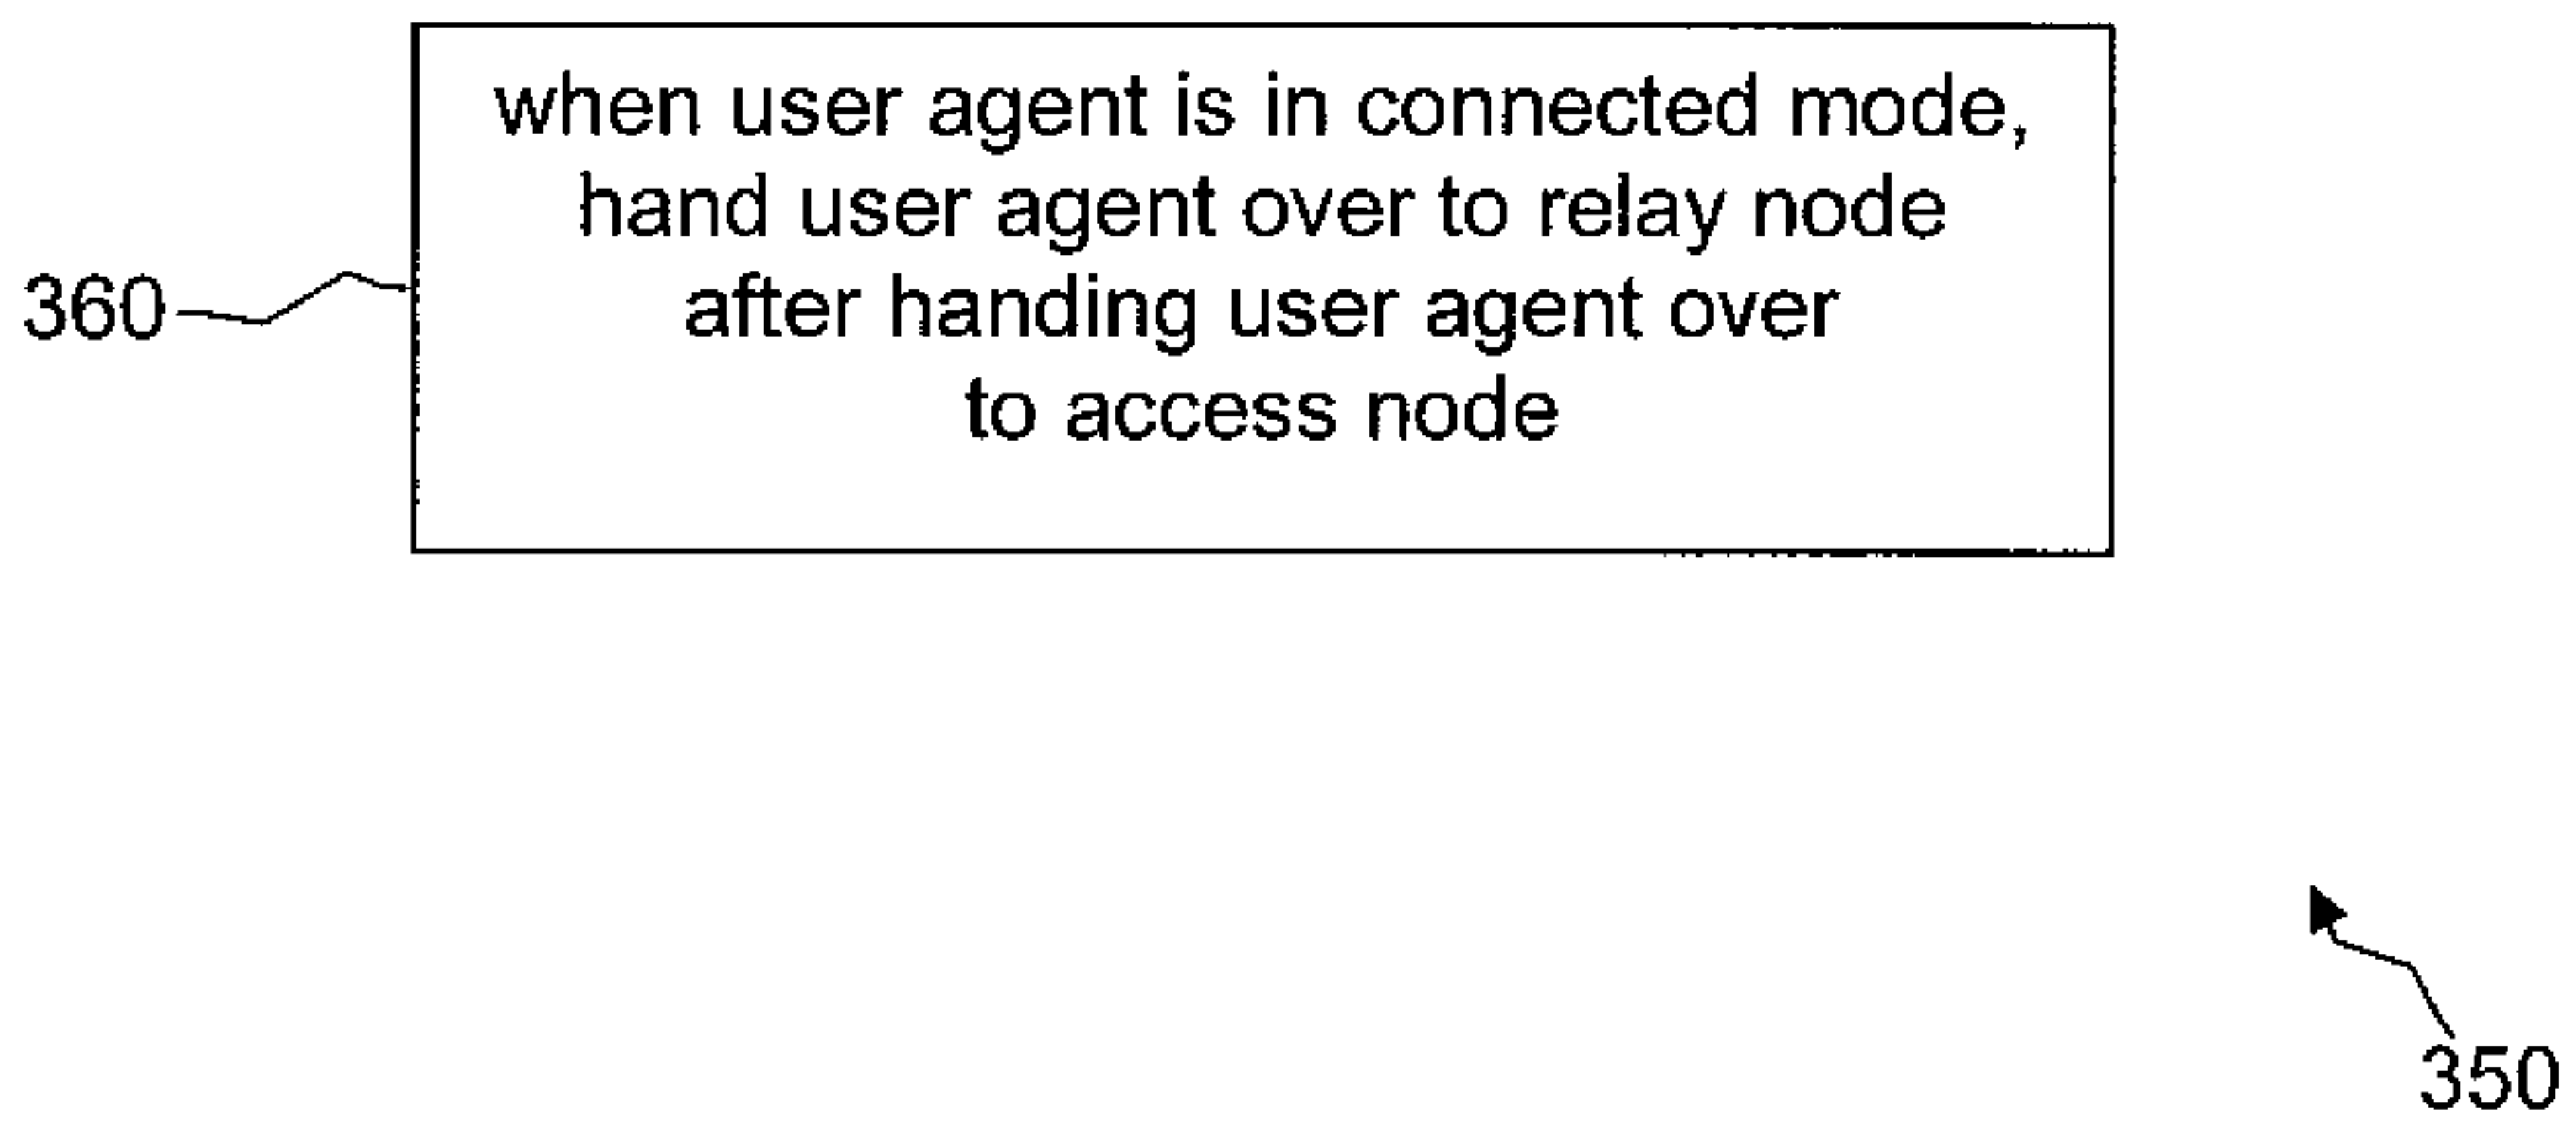 when user agent is in connected mode,
hand user agent over to relay node
after handing user agent over
to access node
360
350